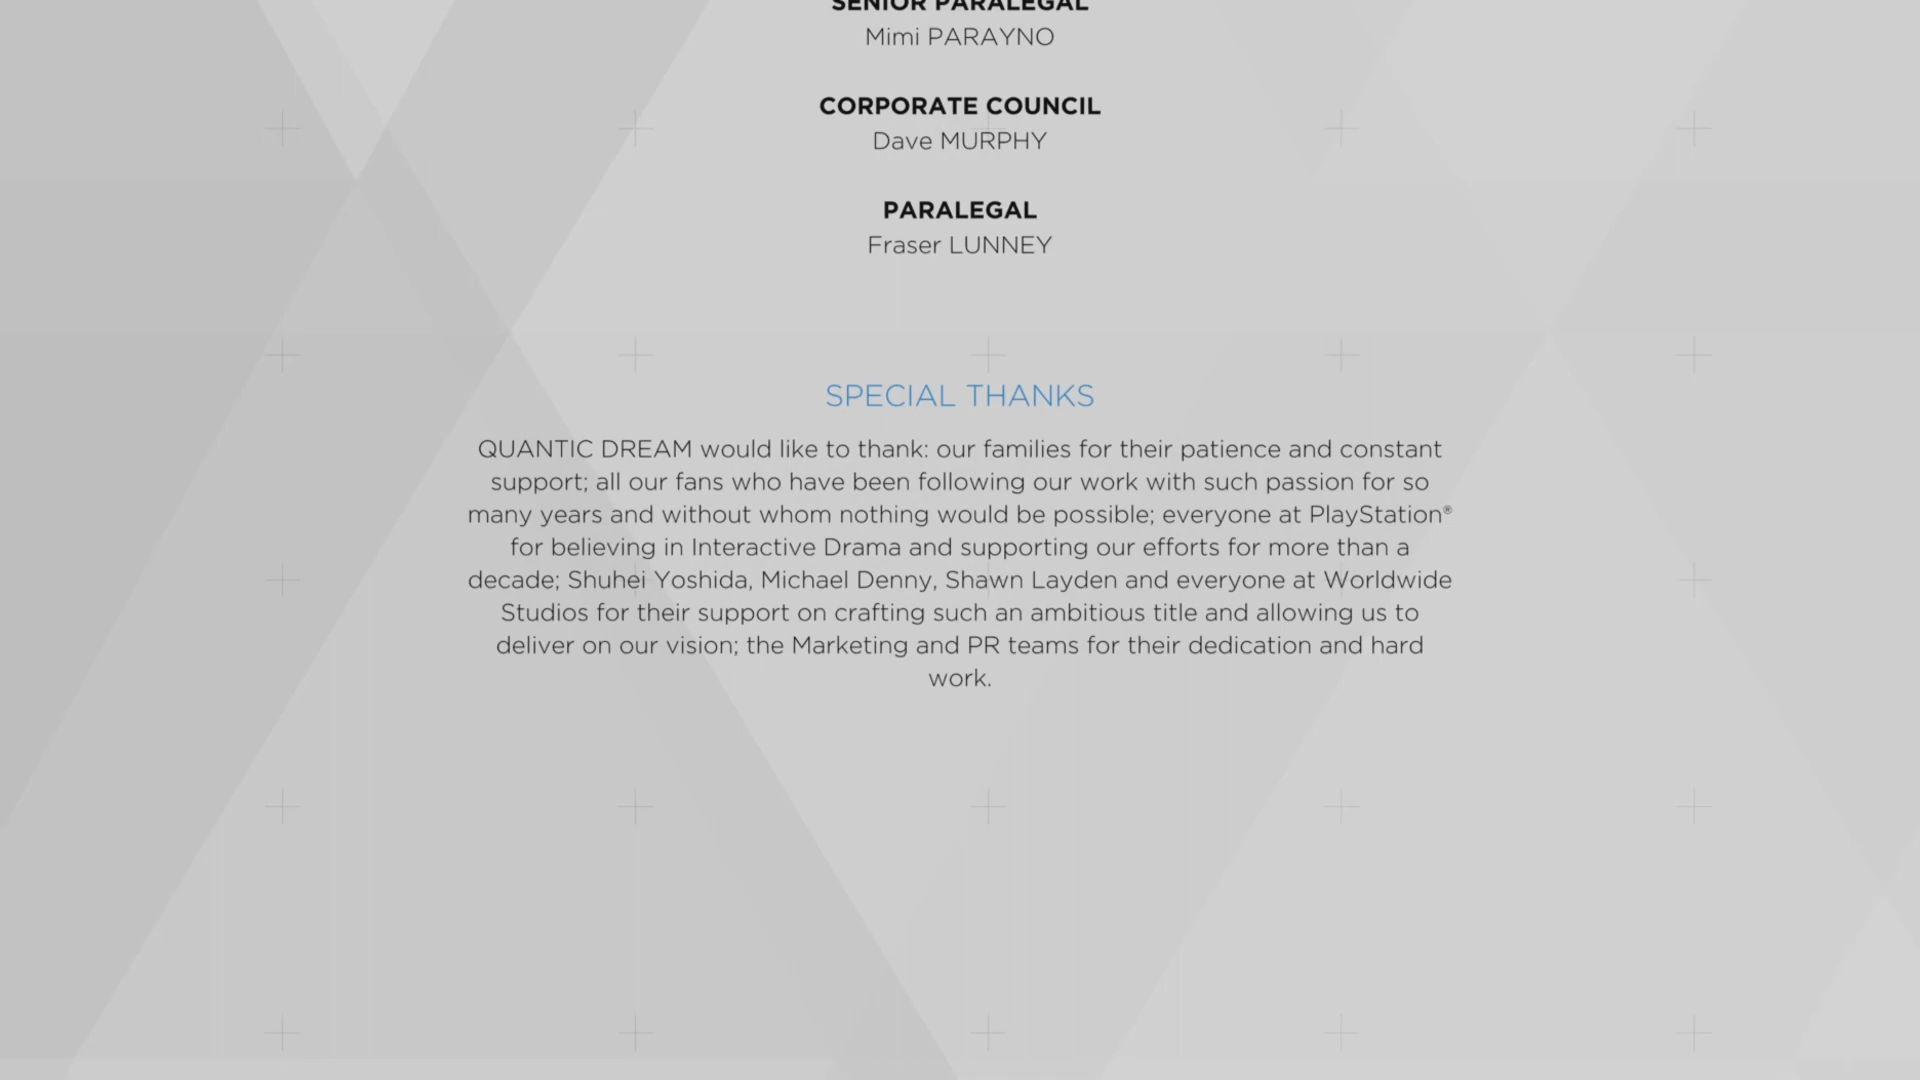 SENIOR PARALEGAL
Mimi PARAYNO
CORPORATE COUNCIL
Dave MURPHY
PARALEGAL
Fraser LUNNEY
SPECIAL THANKS
QUANTIC DREAM would like to thank: our families for their patience and constant
support; all our fans who have been following our work with such passion for so
many years and without whom nothing would be possible; everyone at PlayStation®
for believing in Interactive Drama and supporting our efforts for more than a
decade; Shuhei Yoshida, Michael Denny, Shawn Layden and everyone at Worldwide
Studios for their support on crafting such an ambitious title and allowing us to
deliver on our vision; the Marketing and PR teams for their dedication and hard
work.